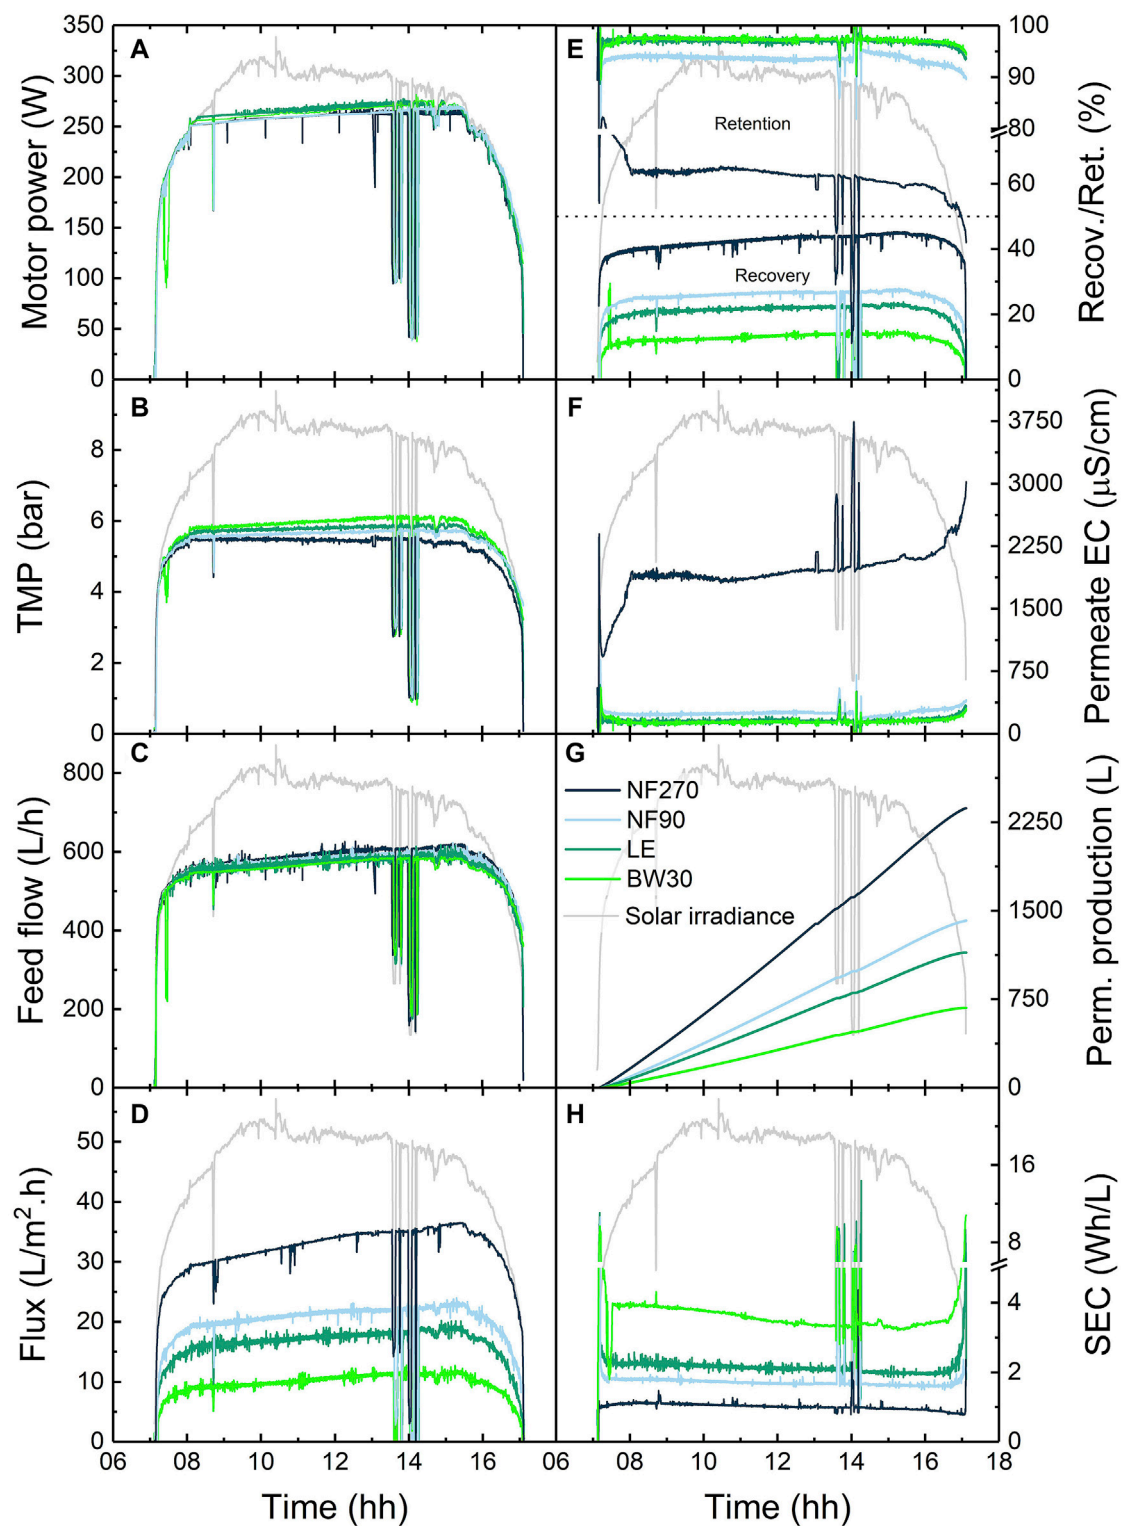 A
350
300
250
200
150
100
50
0
Motor power (W)
E
100
90
80
60
40
20
0
Recov./Ret. (%)
Retention
Recovery
B
8
6
4
2
0
TMP (bar)
F
3750
3000
2250
1500
750
0
Permeate EC (µS/cm)
C
800
600
400
200
0
Feed flow (L/h)
G
NF270
NF90
LE
BW30
Solar irradiance
2250
1500
750
0
Perm. production (L)
D
50
40
30
20
10
0
Flux (L/m².h)
H
16
8
4
2
0
SEC (Wh/L)
06 08 10 12 14 16 06 08 10 12 14 16 18
Time (hh) Time (hh)